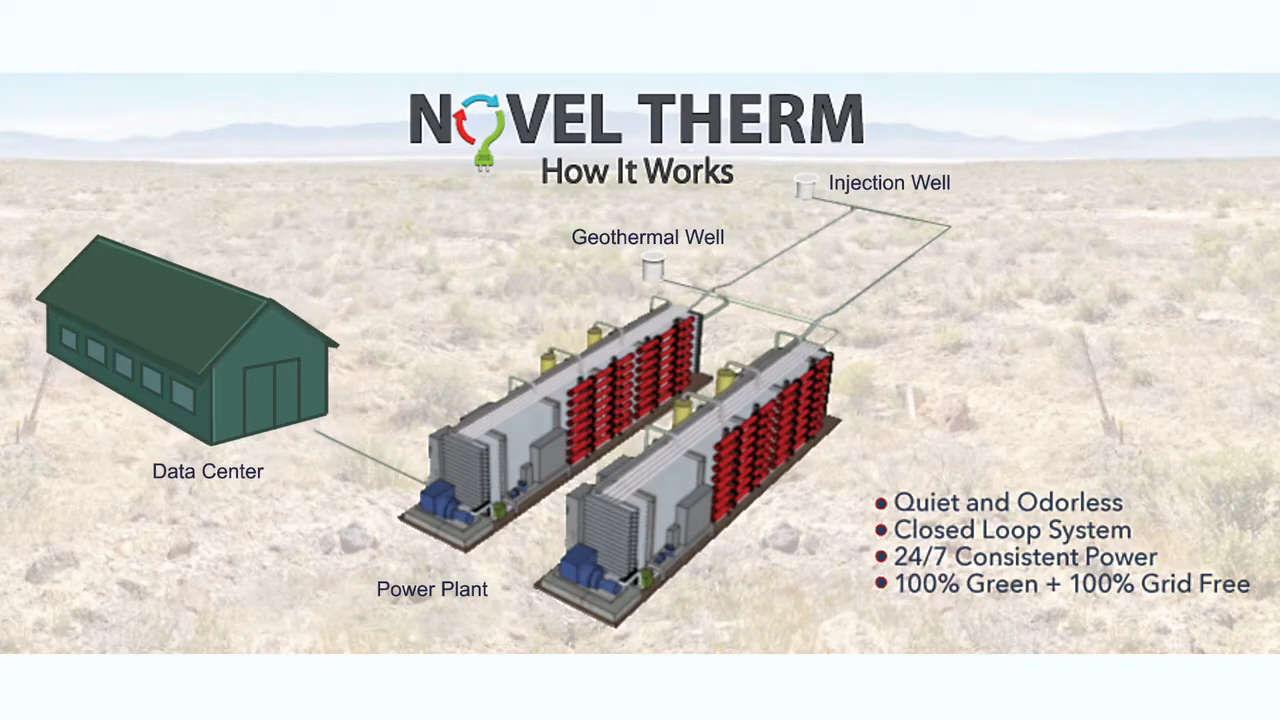 NOVEL THERM
How It Works
Injection Well
Geothermal Well
Data Center
Power Plant
Quiet and Odorless
Closed Loop System
24/7 Consistent Power
100% Green + 100% Grid Free